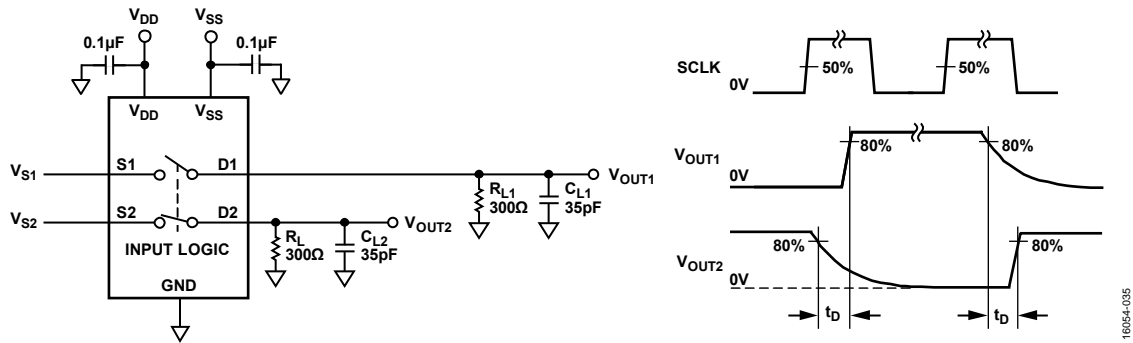 VDD
VSS
0.1µF
0.1µF
VDD
VSS
VS1
S1
D1
VOUT1
RL1
300Ω
CL1
35pF
VS2
S2
D2
VOUT2
INPUT LOGIC
RL
300Ω
CL2
35pF
GND
SCLK
0V
50%
50%
VOUT1
0V
80%
80%
VOUT2
0V
80%
80%
tD
tD
16054-035